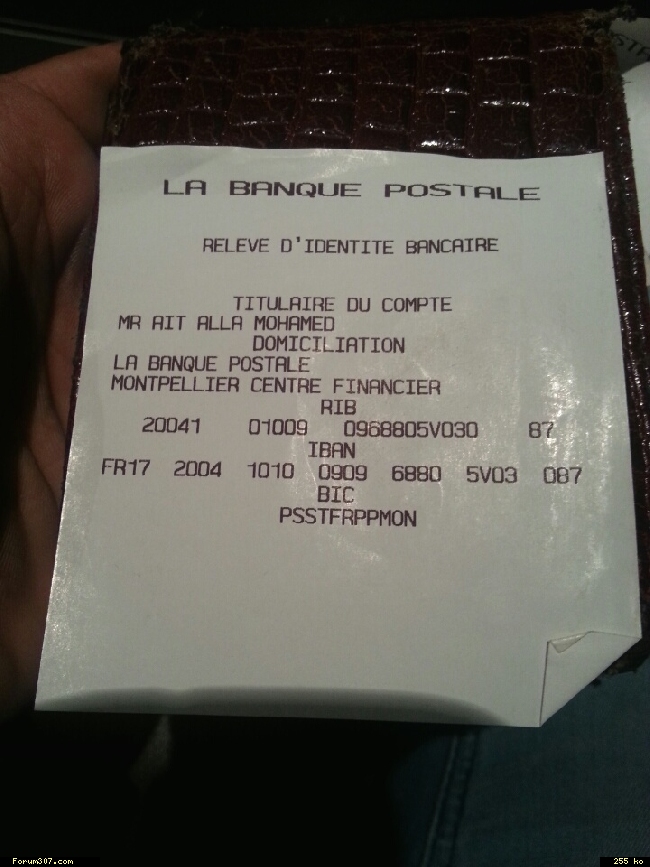 LA BANQUE POSTALE
RELEVE D'IDENTITE BANCAIRE
TITULAIRE DU COMPTE
MR AIT ALLA MOHAMED
DOMICILIATION
LA BANQUE POSTALE
MONTPELLIER CENTRE FINANCIER
RIB
20041 01009 0968805V030 87
IBAN
FR17 2004 1010 0909 6880 5V03 087
BIC
PSSTFRPPMON
Forum307.com
255 ko